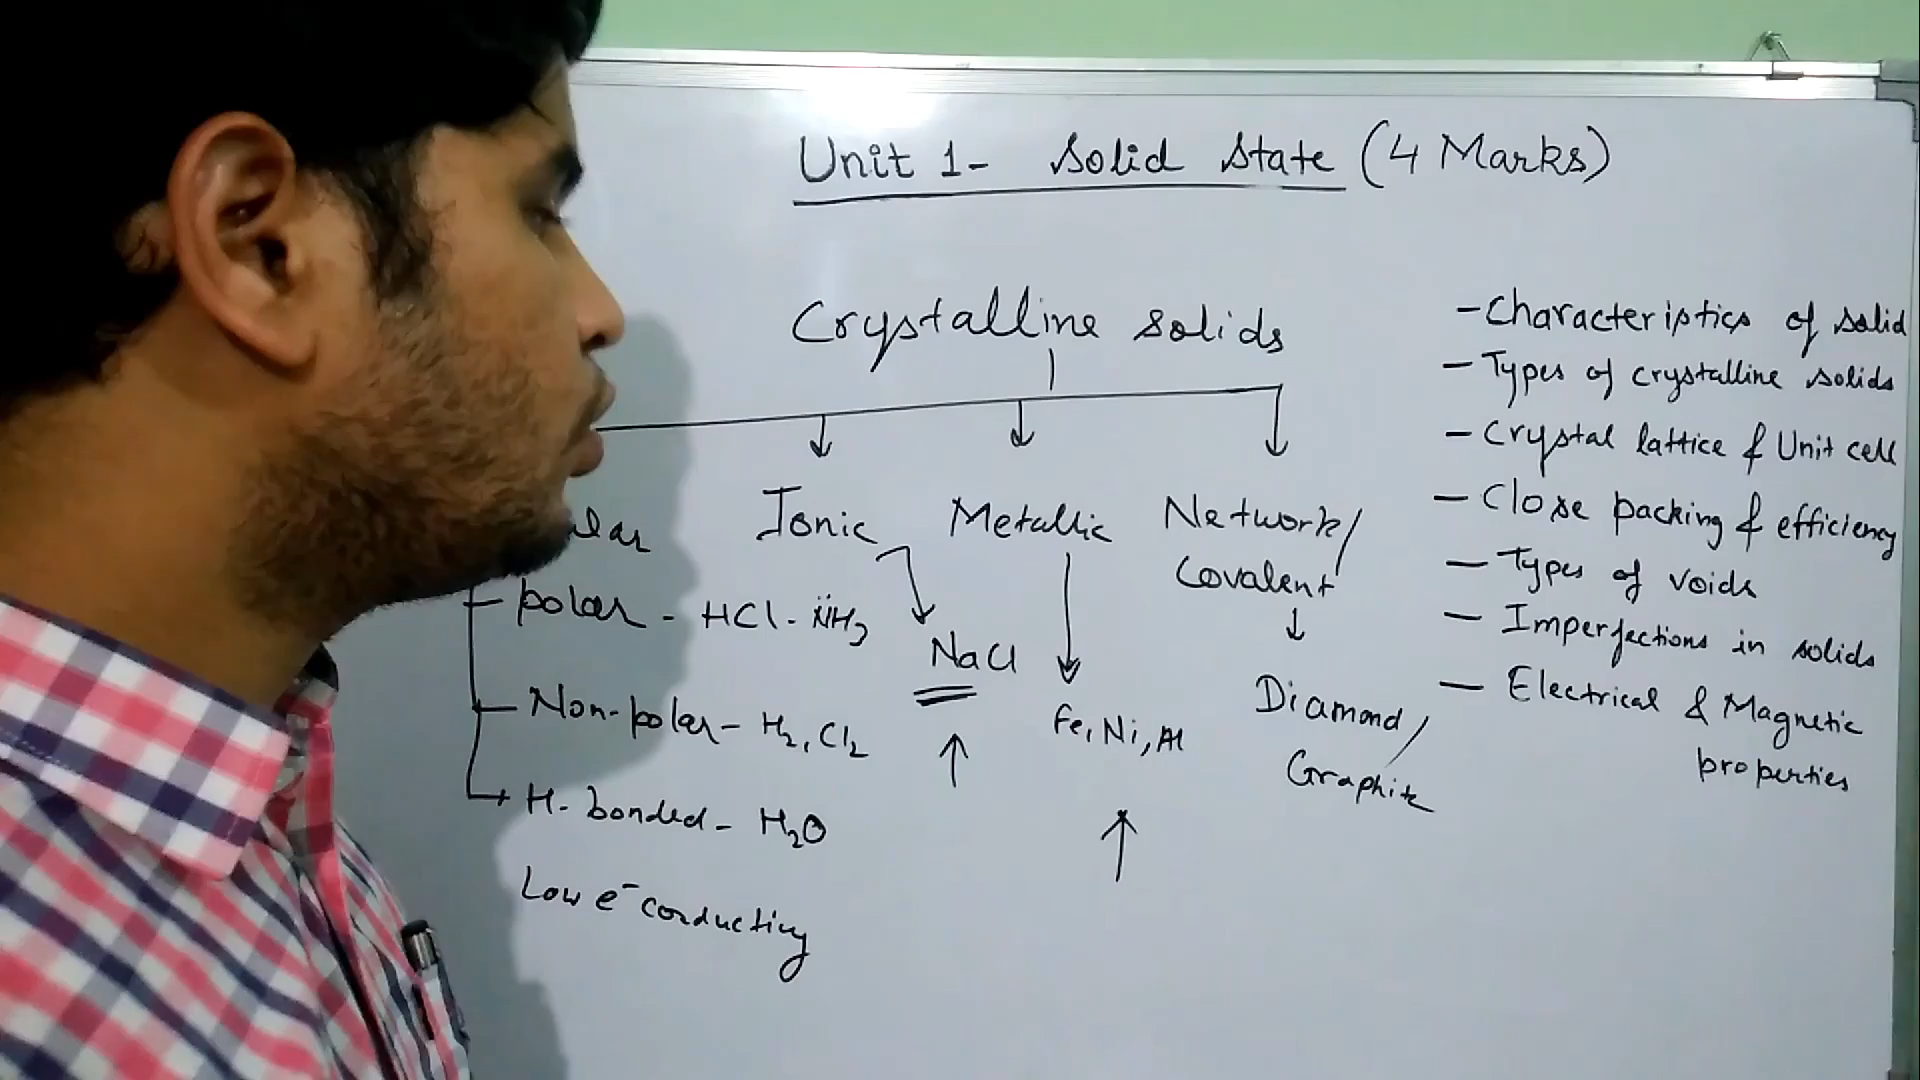 Unit 1- Solid State (4 Marks)
Crystalline solids
Ionic Metallic Network/
Covalent
polar - HCl - NH3
NaCl
Non-polar - H2, Cl2
Fe, Ni, Al
Diamond/
Graphite
H-bonded - H2O
Low e- conducting
- Characteristics of solid
- Types of crystalline solids
- Crystal lattice & Unit cell
- Close packing & efficiency
- Types of voids
- Imperfections in solids
- Electrical & Magnetic
properties